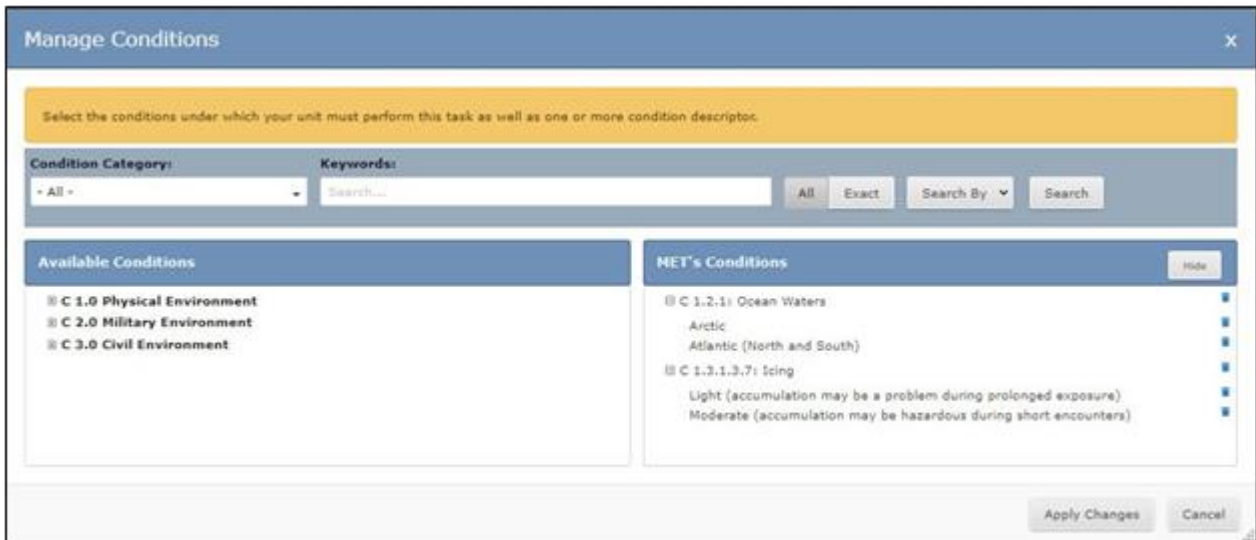 Manage Conditions
x
Select the conditions under which your unit must perform this task as well as one or more condition descriptor.
Condition Category:
Keywords:
- All -
Search...
All
Exact
Search By
Search
Available Conditions
C 1.0 Physical Environment
C 2.0 Military Environment
C 3.0 Civil Environment
MET's Conditions
Hide
C 1.2.1: Ocean Waters
Arctic
Atlantic (North and South)
C 1.3.1.3.7: Icing
Light (accumulation may be a problem during prolonged exposure)
Moderate (accumulation may be hazardous during short encounters)
Apply Changes
Cancel